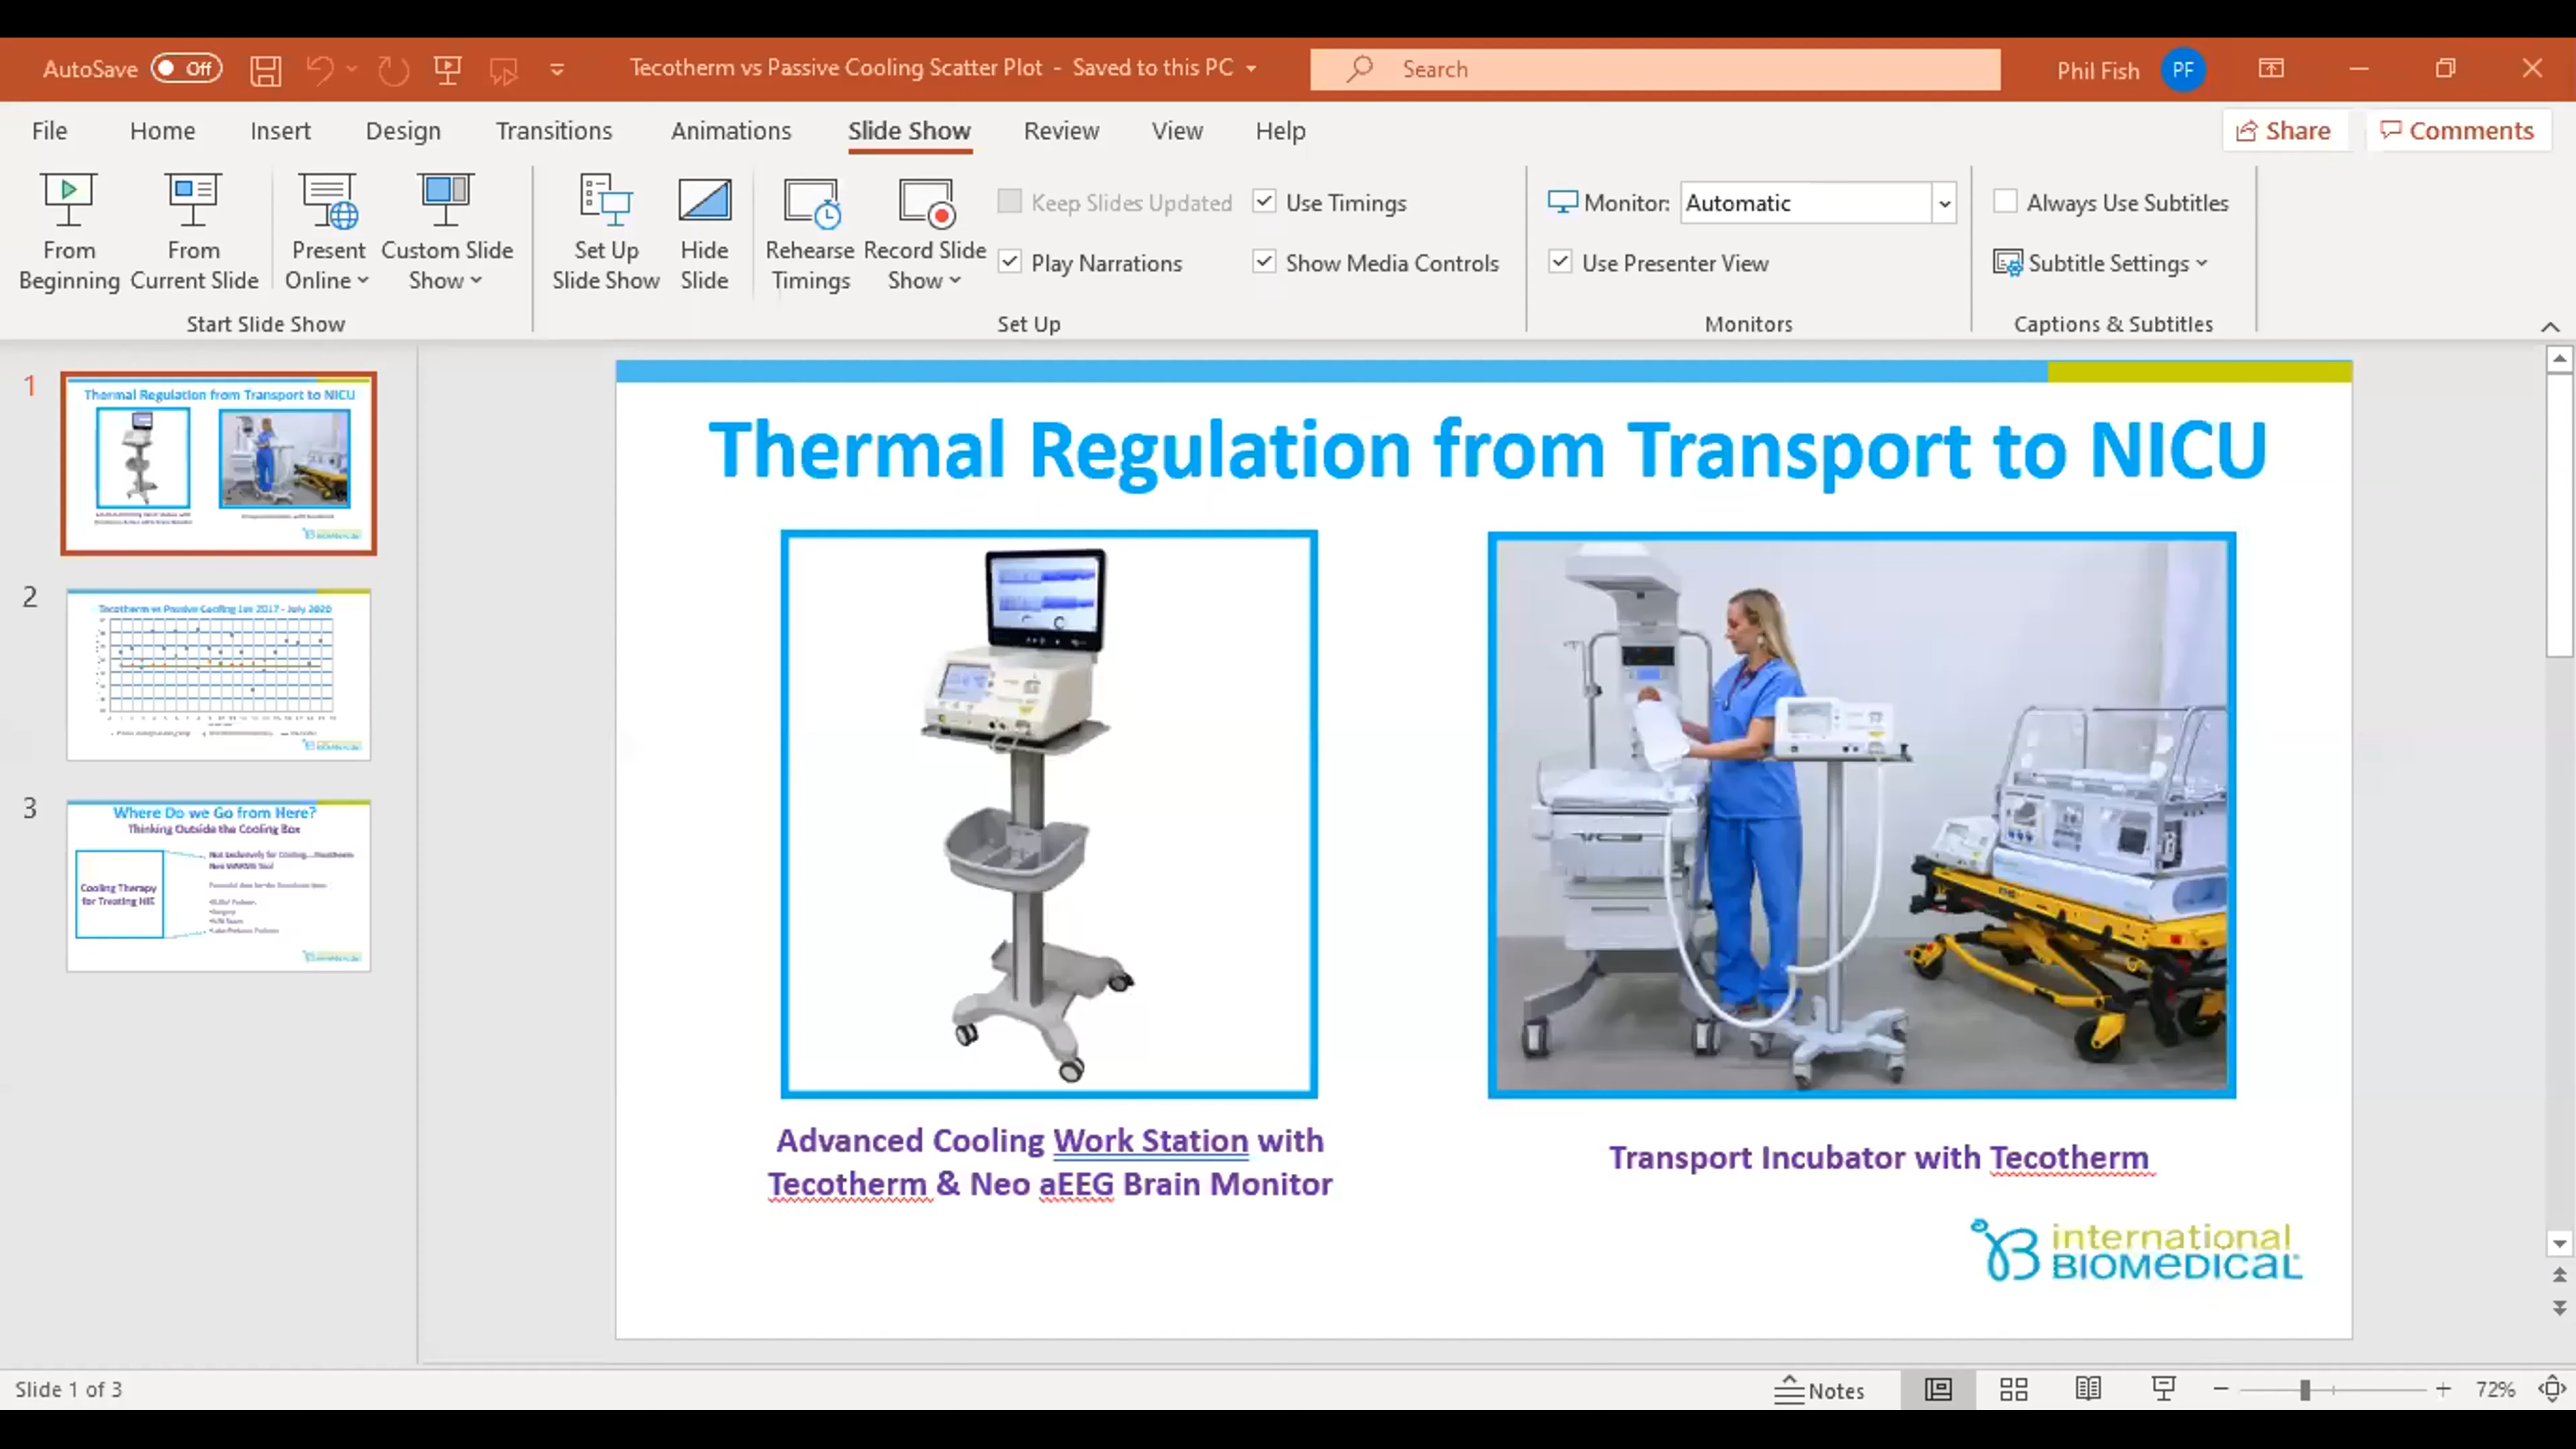 AutoSave Off
Tecotherm vs Passive Cooling Scatter Plot - Saved to this PC
Search
Phil Fish PF
File Home Insert Design Transitions Animations Slide Show Review View Help
Share Comments
From Beginning
From Current Slide
Present Online
Custom Slide Show
Start Slide Show
Set Up Slide Show
Hide Slide
Rehearse Timings
Record Slide Show
Keep Slides Updated
Play Narrations
Use Timings
Show Media Controls
Set Up
Monitor: Automatic
Use Presenter View
Monitors
Always Use Subtitles
Subtitle Settings
Captions & Subtitles
1
Thermal Regulation from Transport to NICU
2
Tecotherm vs Passive Cooling Jan 2017 - July 2020
3
Where Do we Go from Here?
Thinking Outside the Cooling Box
Cooling Therapy
for Treating HIE
Thermal Regulation from Transport to NICU
Advanced Cooling Work Station with
Tecotherm & Neo aEEG Brain Monitor
Transport Incubator with Tecotherm
international
BIOMEDICAL
Slide 1 of 3
Notes
72%